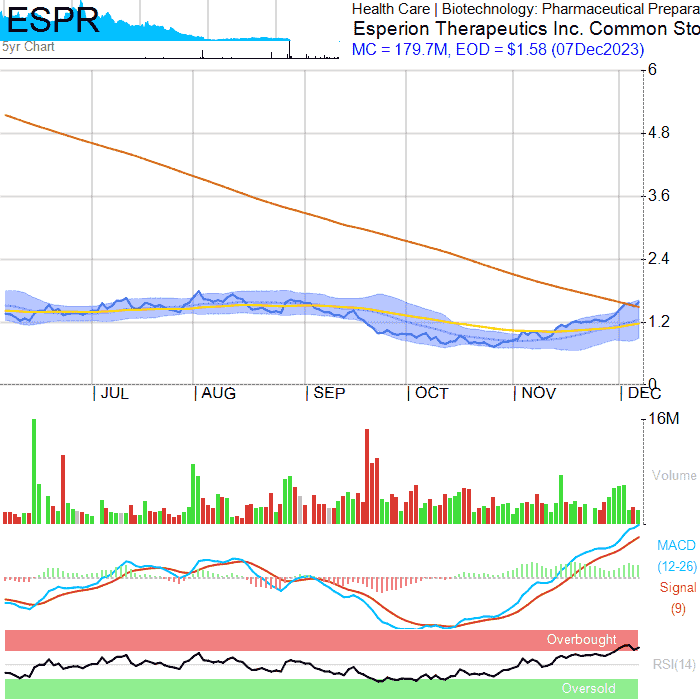 ESPR
5yr Chart
Health Care | Biotechnology: Pharmaceutical Prepara
Esperion Therapeutics Inc. Common Sto
MC = 179.7M, EOD = $1.58 (07Dec2023)
6
4.8
3.6
2.4
1.2
0
| JUL | AUG | SEP | OCT | NOV | DEC
16M
Volume
MACD
(12-26)
Signal
(9)
Overbought
RSI(14)
Oversold